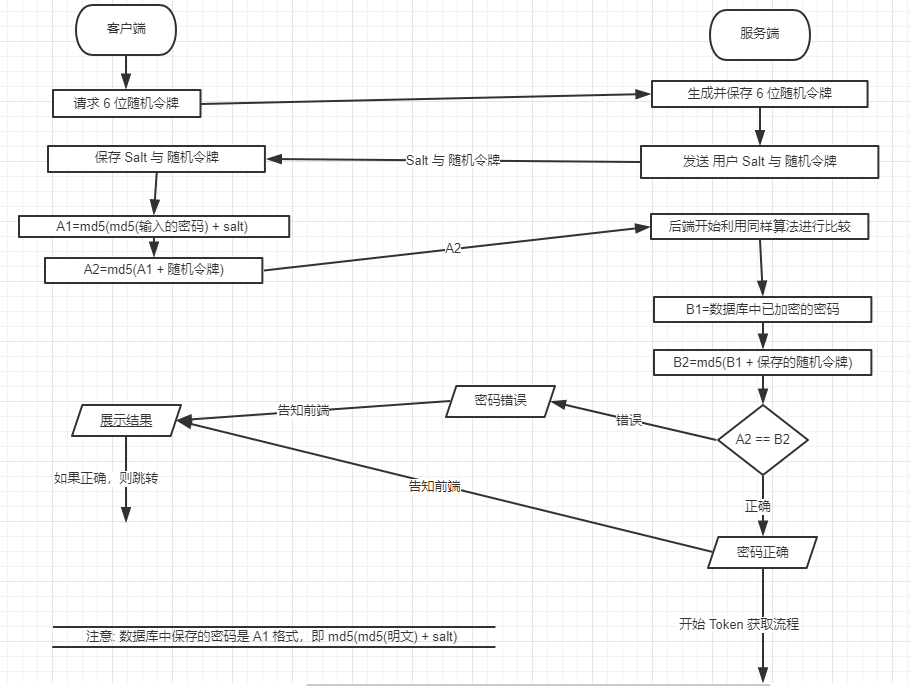 客户端
服务端
请求 6 位随机令牌
生成并保存 6 位随机令牌
保存 Salt 与 随机令牌
Salt 与 随机令牌
发送 用户 Salt 与 随机令牌
A1=md5(md5(输入的密码) + salt)
后端开始利用同样算法进行比较
A2
A2=md5(A1 + 随机令牌)
B1=数据库中已加密的密码
B2=md5(B1 + 保存的随机令牌)
密码错误
告知前端
展示结果
错误
A2 == B2
如果正确，则跳转
告知前端
正确
密码正确
开始 Token 获取流程
注意: 数据库中保存的密码是 A1 格式，即 md5(md5(明文) + salt)